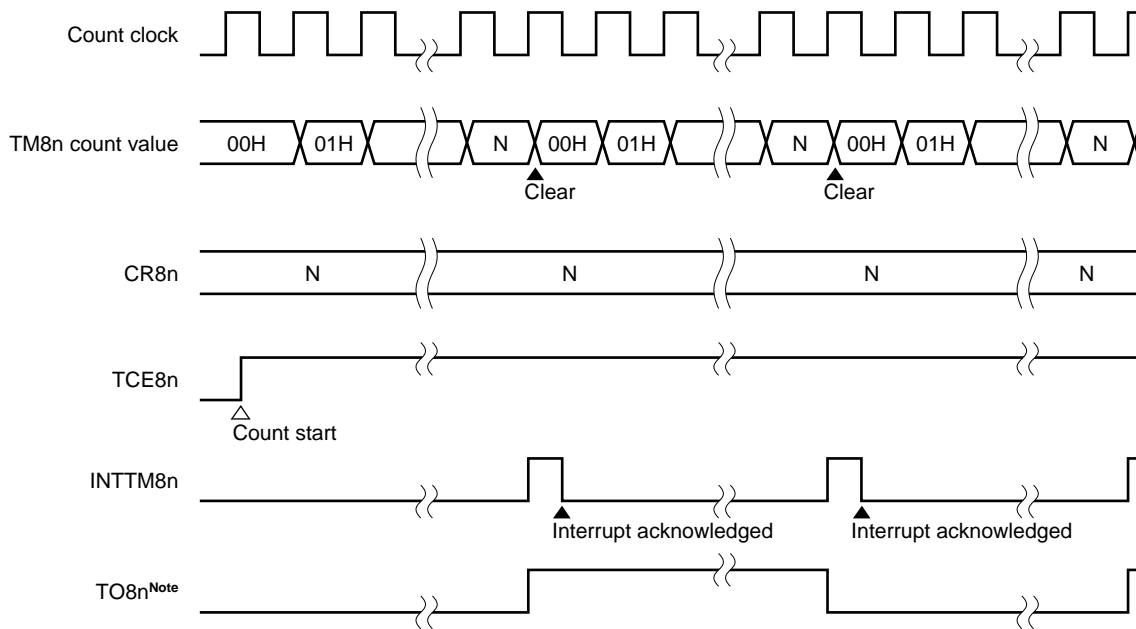 Count clock
TM8n count value
00H 01H N 00H 01H N 00H 01H N
Clear Clear
CR8n
N N N N
TCE8n
Count start
INTTM8n
Interrupt acknowledged Interrupt acknowledged
TO8nNote